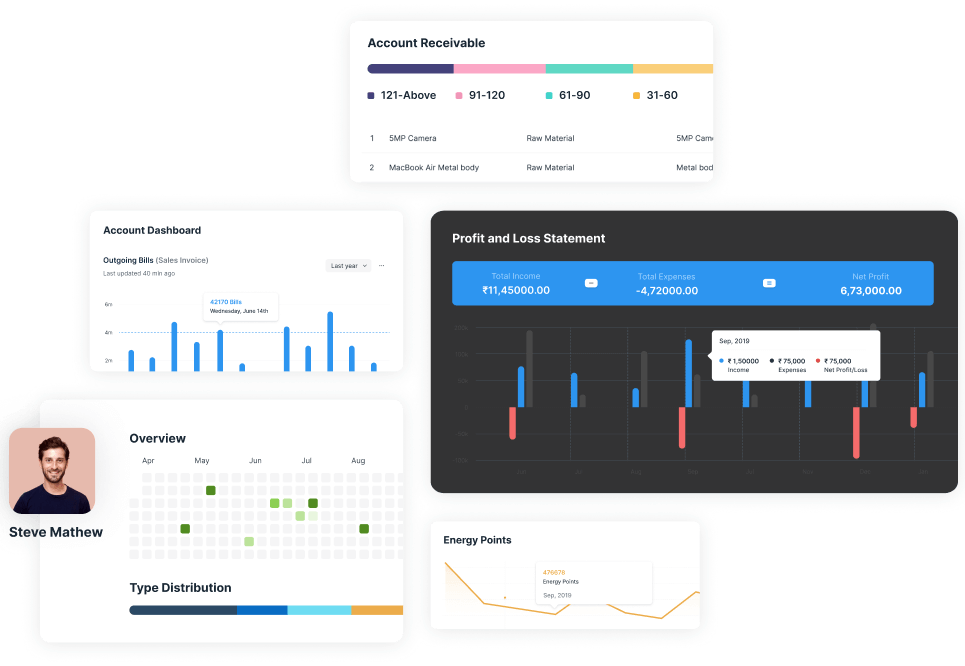 Account Receivable
121-Above 91-120 61-90 31-60
1 5MP Camera Raw Material
2 MacBook Air Metal body Raw Material Metal
Account Dashboard
Outgoing Bills (Sales Invoice)
Last updated 40 min ago
Last year
6m
42170 Bills
Wednesday, June 14th
4m
2m
Profit and Loss Statement
Total Income Total Expenses Net Profit
₹11,45000.00 -4,72000.00 6,73,000.00
Sep, 2019
₹ 1,50000 ₹ 75,000 ₹ 75,000
Income Expenses Net Profit/Loss
Overview
Apr May Jun Jul Aug
Steve Mathew
Type Distribution
Energy Points
476678
Energy Points
Sep, 2019